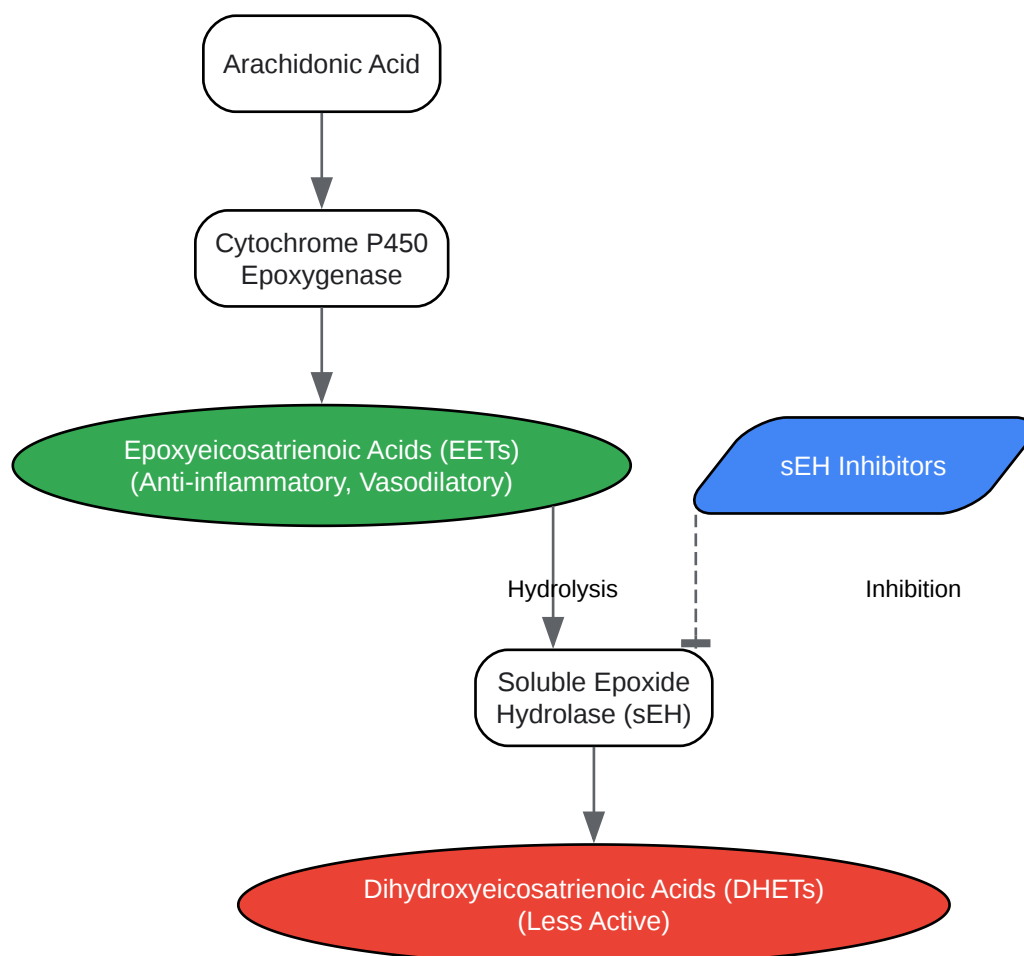 Arachidonic Acid
Cytochrome P450
Epoxygenase
Epoxyeicosatrienoic Acids (EETs)
(Anti-inflammatory, Vasodilatory)
sEH Inhibitors
Hydrolysis
Inhibition
Soluble Epoxide
Hydrolase (sEH)
Dihydroxyeicosatrienoic Acids (DHETs)
(Less Active)